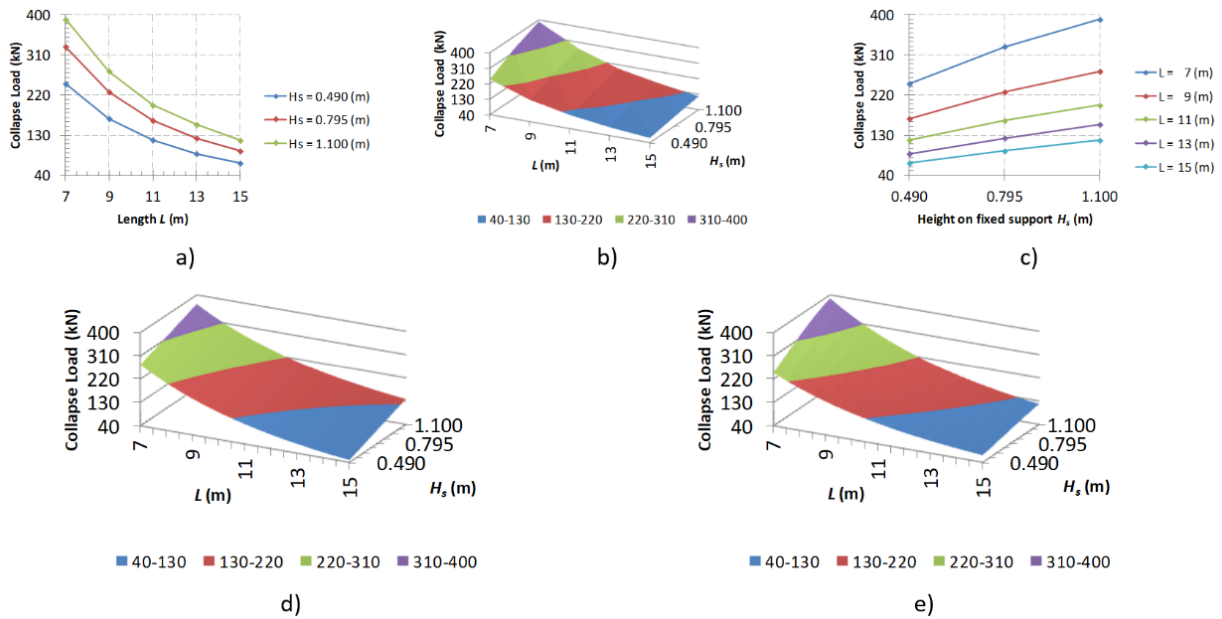 Collapse Load (kN)
400
310
220
130
40
7 9 11 13 15
Length L (m)
Hs = 0.490 (m)
Hs = 0.795 (m)
Hs = 1.100 (m)
a)
Collapse Load (kN)
400
310
220
130
40
7 9 11 13 15
L (m)
1.100
0.795
0.490
Hs (m)
40-130 130-220 220-310 310-400
b)
Collapse Load (kN)
400
310
220
130
40
0.490 0.795 1.100
Height on fixed support Hs (m)
L = 7 (m)
L = 9 (m)
L = 11 (m)
L = 13 (m)
L = 15 (m)
c)
Collapse Load (kN)
400
310
220
130
40
7 9 11 13 15
L (m)
1.100
0.795
0.490
Hs (m)
40-130 130-220 220-310 310-400
d)
Collapse Load (kN)
400
310
220
130
40
7 9 11 13 15
L (m)
1.100
0.795
0.490
Hs (m)
40-130 130-220 220-310 310-400
e)